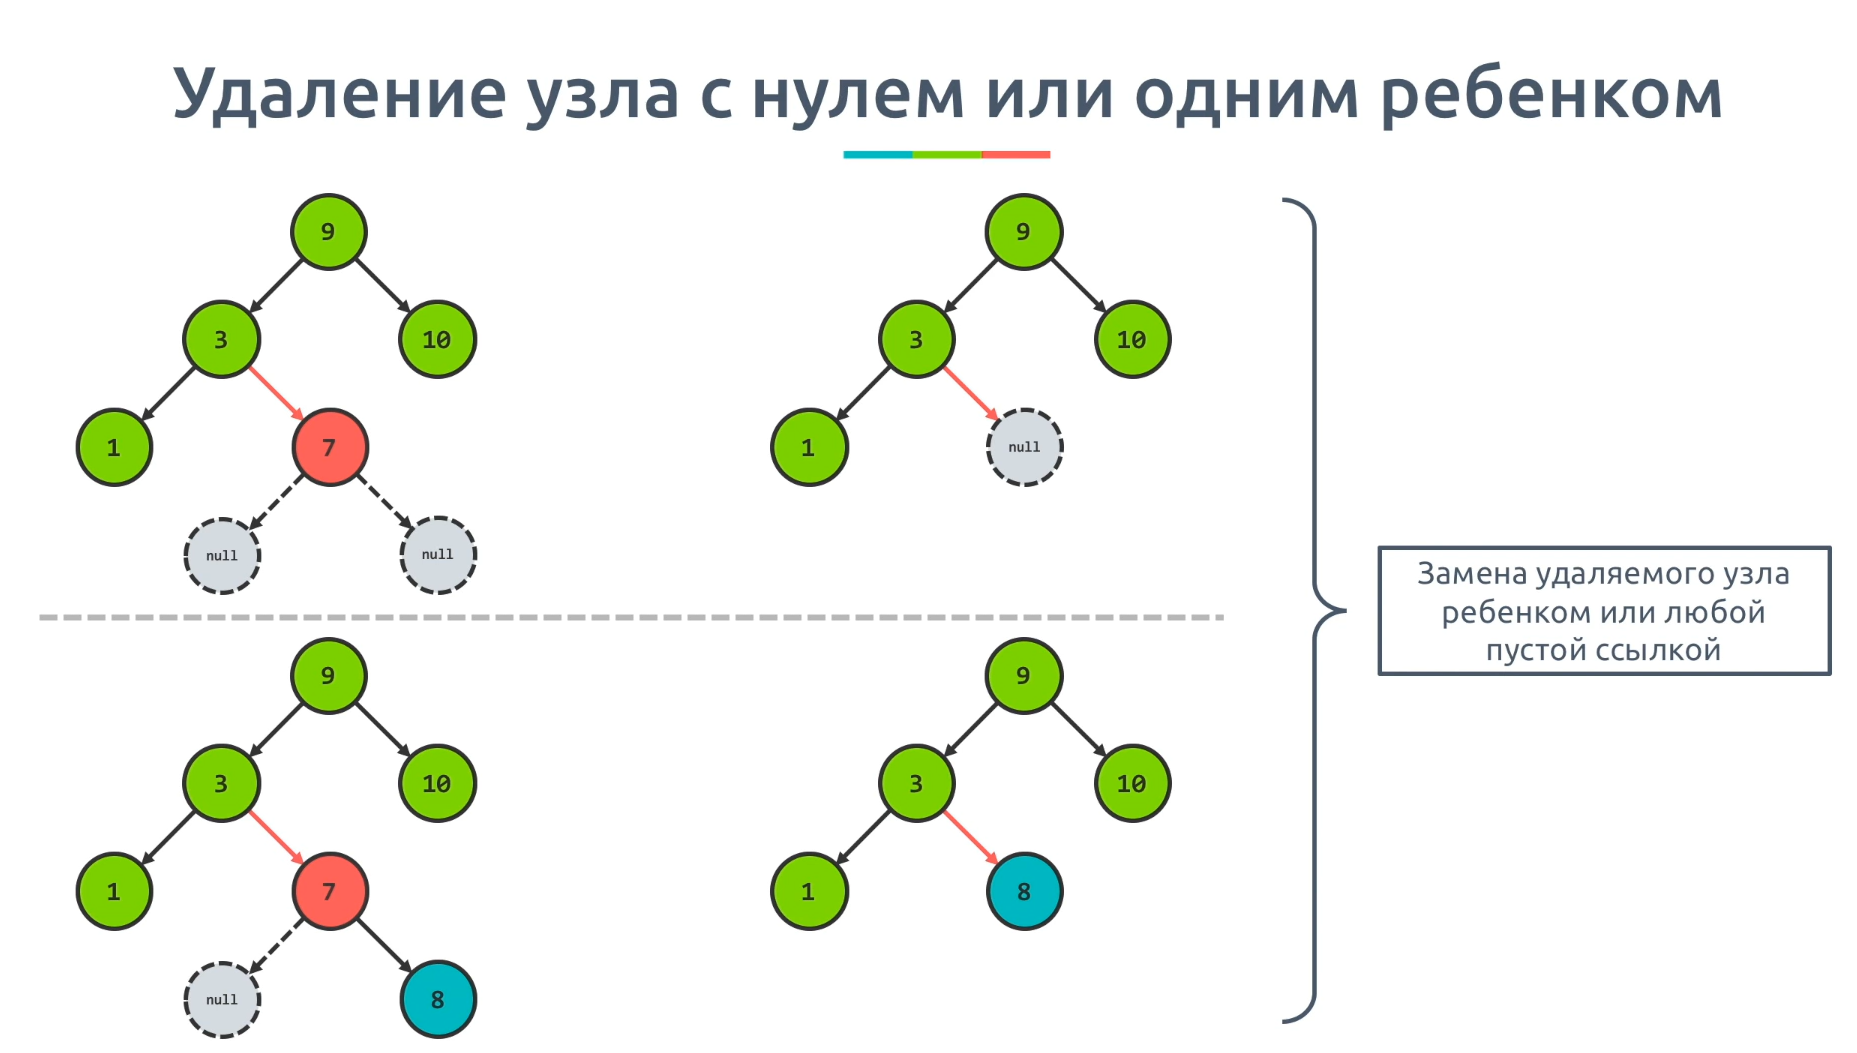 Удаление узла с нулем или одним ребенком
9
3
10
1
7
null
null
9
3
10
1
null
9
3
10
1
7
null
8
9
3
10
1
8
Замена удаляемого узла
ребенком или любой
пустой ссылкой